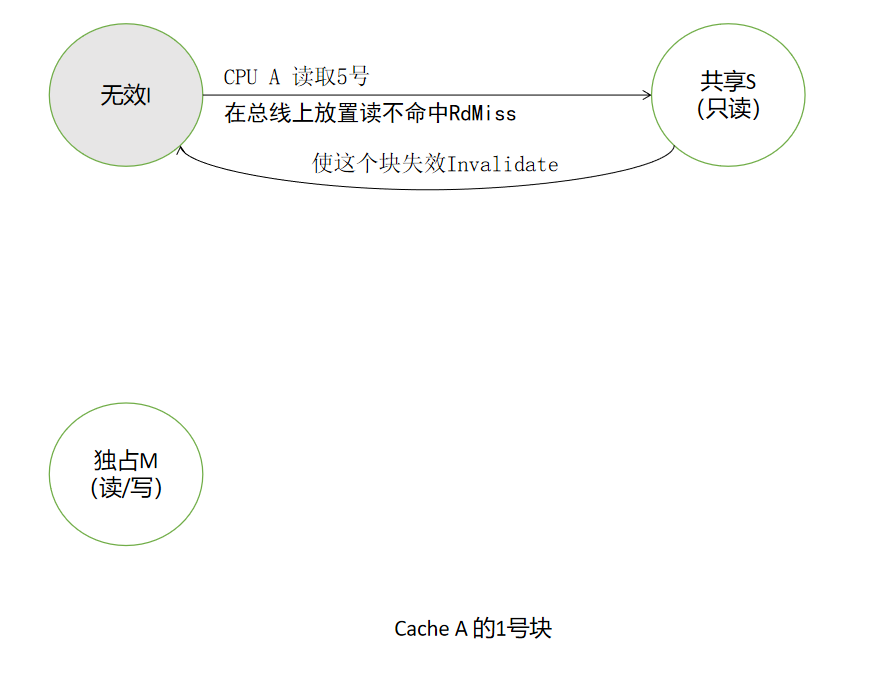 无效I
CPU A 读取5号
在总线上放置读不命中RdMiss
共享S
(只读)
使这个块失效Invalidate
独占M
(读/写)
Cache A 的1号块